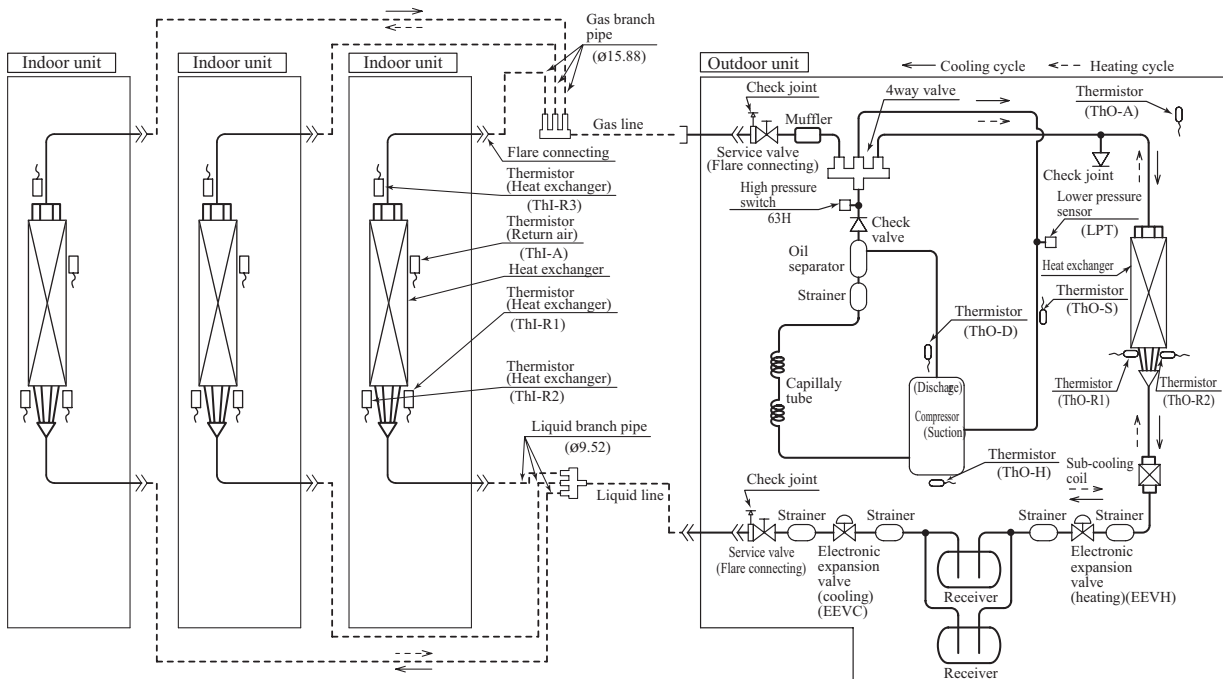 Indoor unit
Indoor unit
Indoor unit
Gas branch
pipe
(ø15.88)
Gas line
Flare connecting
Thermistor
(Heat exchanger)
(ThI-R3)
Thermistor
(Return air)
(ThI-A)
Heat exchanger
Thermistor
(Heat exchanger)
(ThI-R1)
Thermistor
(Heat exchanger)
(ThI-R2)
Liquid branch pipe
(ø9.52)
Liquid line
Outdoor unit
Cooling cycle
Heating cycle
Check joint
Muffler
Service valve
(Flare connecting)
4way valve
Thermistor
(ThO-A)
Check joint
High pressure
switch
63H
Check
valve
Lower pressure
sensor
(LPT)
Oil
separator
Heat exchanger
Strainer
Thermistor
(ThO-S)
Thermistor
(ThO-D)
Capillaly
tube
(Dischage)
Compressor
(Suction)
Thermistor
(ThO-R1)
Thermistor
(ThO-R2)
Thermistor
(ThO-H)
Sub-cooling
coil
Check joint
Strainer
Strainer
Strainer
Strainer
Service valve
(Flare connecting)
Electronic
expansion
valve
(cooling)
(EEVC)
Receiver
Electronic
expansion
valve
(heating)(EEVH)
Receiver